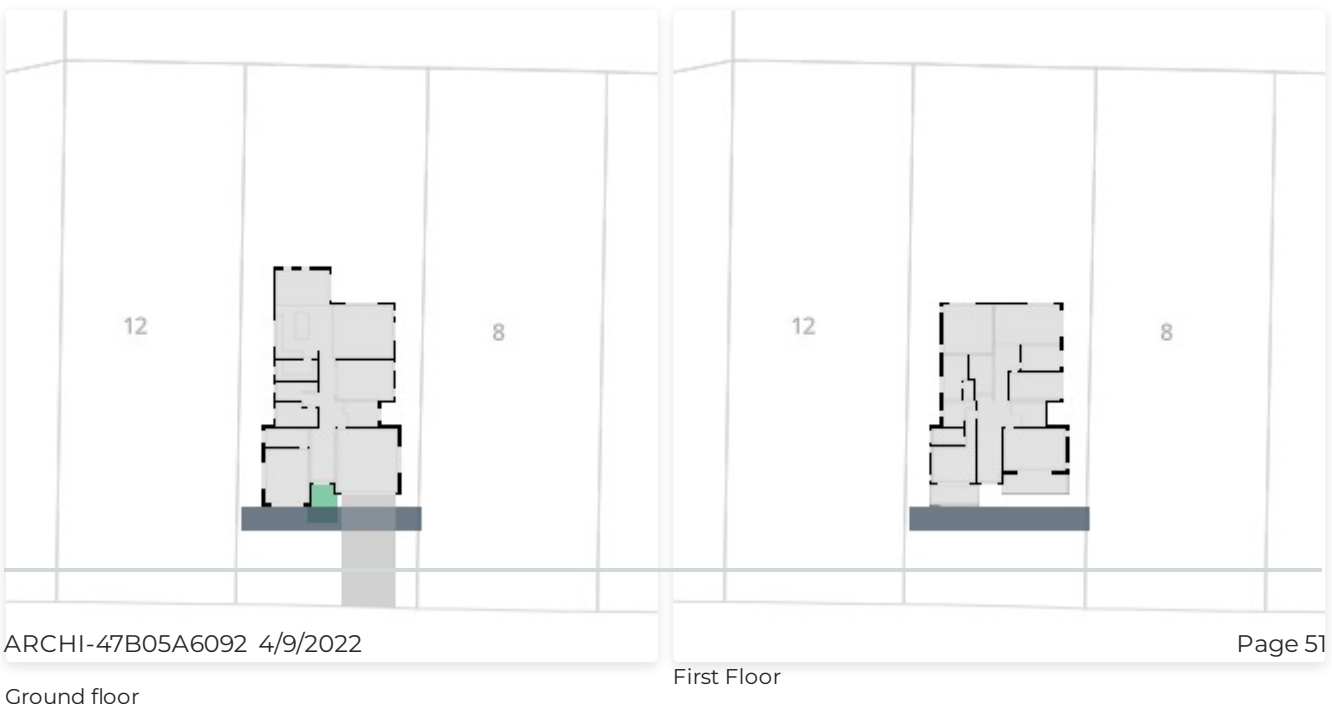 12
8
12
8
ARCHI-47B05A6092 4/9/2022
Page 51
First Floor
Ground floor